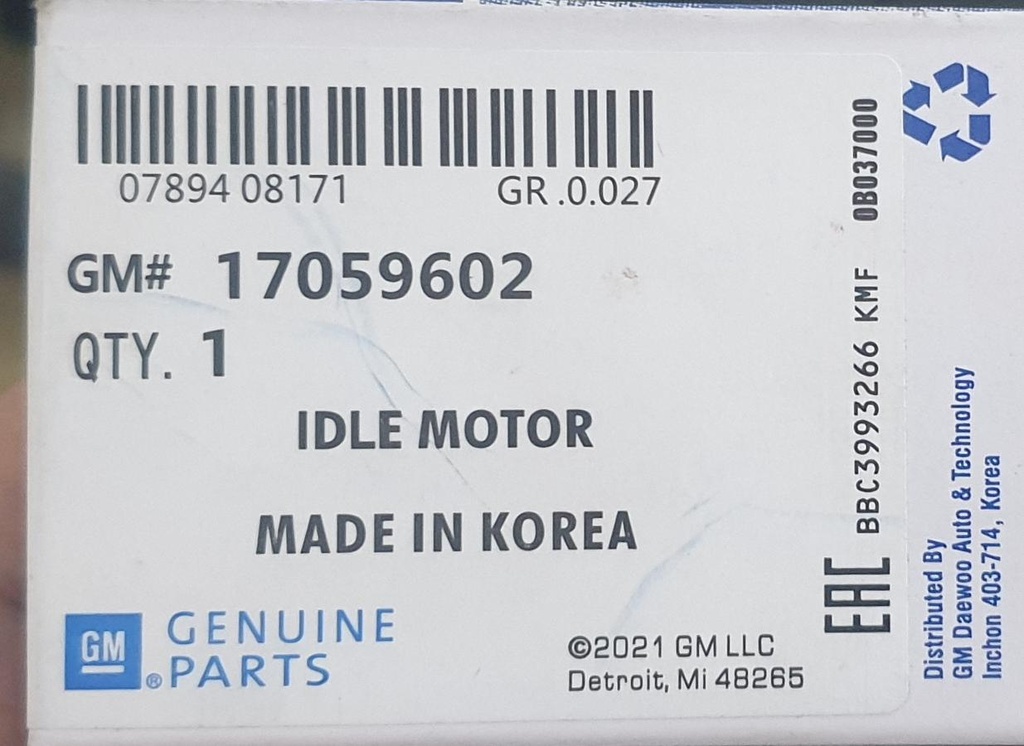 07894 08171
GR .0.027
GM# 17059602
QTY. 1
IDLE MOTOR
MADE IN KOREA
GM
® GENUINE
PARTS
©2021 GM LLC
Detroit, Mi 48265
BBC3993266 KMF 0B037000
EAC
Distributed By
GM Daewoo Auto & Technology
Inchon 403-714, Korea